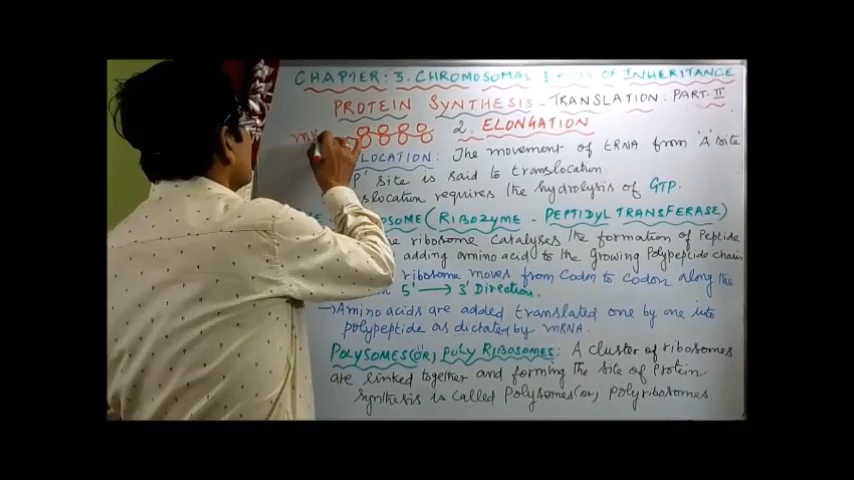 CHAPTER: 3. CHROMOSOMAL OF INHERITANCE
PROTEIN SYNTHESIS - TRANSLATION: PART. II
2. ELONGATION
LOCATION: The movement of tRNA from 'A' site
P' site is said to translocation
slocation requires the hydrolysis of GTP.
SOME (RIBOZYME - PEPTIDYL TRANSFERASE)
ribosome catalyses the formation of Peptide
adding amino acid to the Growing Polypeptide chain
ribosome moves from Codon to codon along the
5' → 3' Direction.
→ Amino acids are added translated one by one into
polypeptide as dictated by mRNA.
POLYSOMES (OR) POLY RIBOSOMES: A cluster of ribosomes
are linked together and forming the site of Protein
synthesis is called Polysomes (or) polyribosomes